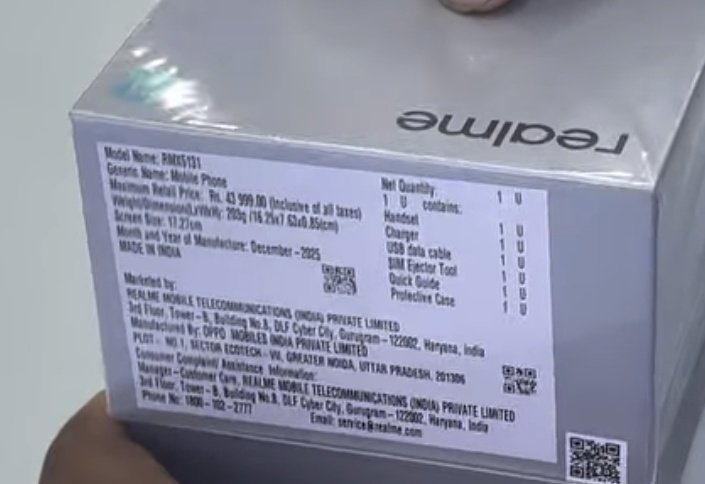 realme
Model Name: RMX5131
Generic Name: Mobile Phone
Maximum Retail Price: Rs. 43 999.00 (Inclusive of all taxes)
Weight/Dimension(LxWxH): 203g /16.25x7.63x0.85(cm)
Screen Size: 17.27cm
Month and Year of Manufacture: December-2025
MADE IN INDIA
Net Quantity: 1 U
1 U contains:
Handset 1 U
Charger 1 U
USB data cable 1 U
SIM Ejector Tool 1 U
Quick Guide 1 U
Protective Case 1 U
Marketed by:
REALME MOBILE TELECOMMUNICATIONS (INDIA) PRIVATE LIMITED
3rd Floor, Tower-B, Building No.8, DLF Cyber City, Gurugram-122002, Haryana, India
Manufactured By: OPPO MOBILES INDIA PRIVATE LIMITED
PLOT - NO.1, SECTOR ECOTECH - VII, GREATER NOIDA, UTTAR PRADESH, 201306
Consumer Complaint/ Assistance Information:
Manager-Customer Care, REALME MOBILE TELECOMMUNICATIONS (INDIA) PRIVATE LIMITED
3rd Floor, Tower-B, Building No.8, DLF Cyber City, Gurugram-122002, Haryana, India
Phone No: 1800-102-2777 Email: service@realme.com